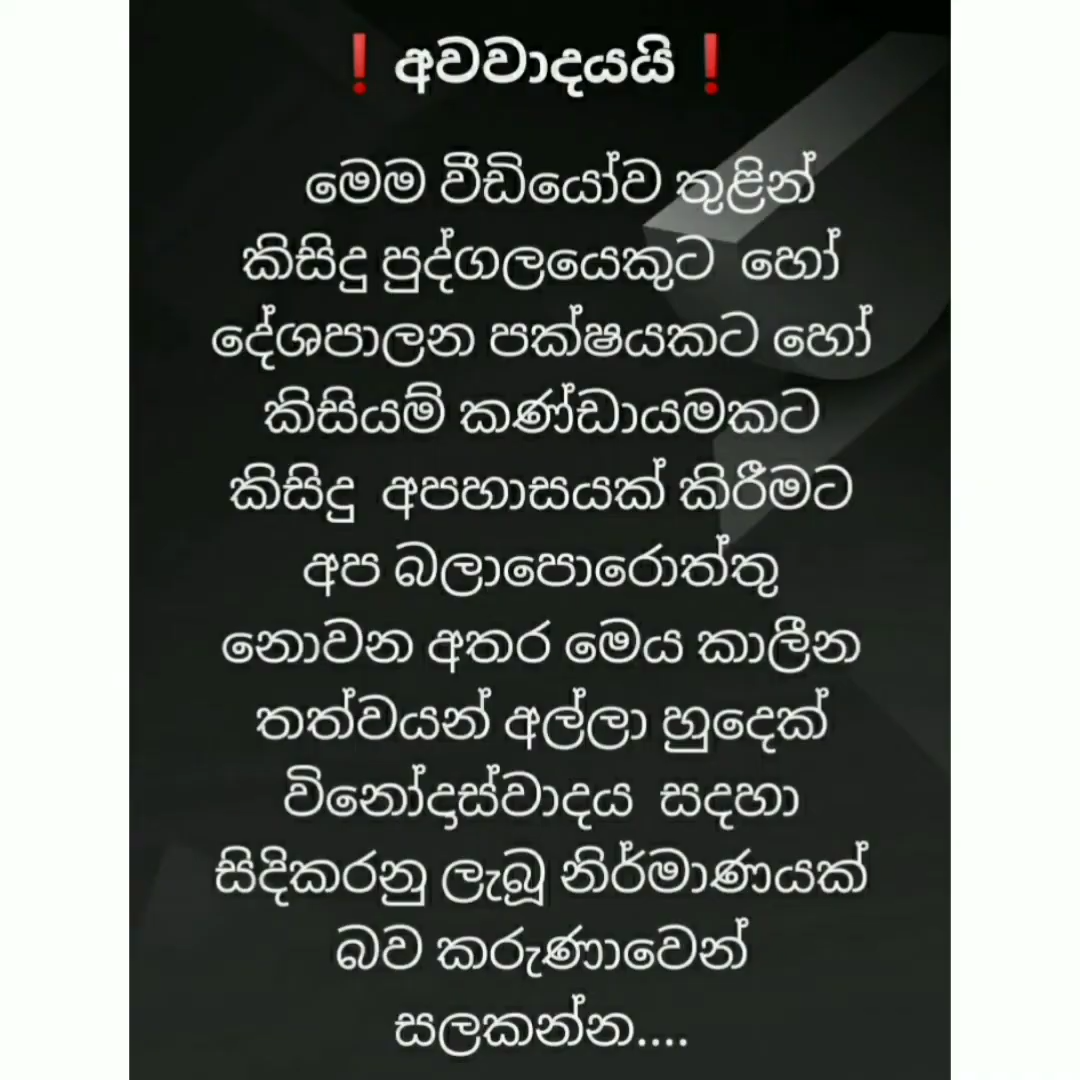 ❗අවවාදයයි❗
මෙම වීඩියෝව තුළින්
කිසිදු පුද්ගලයෙකුට හෝ
දේශපාලන පක්ෂයකට හෝ
කිසියම් කණ්ඩායමකට
කිසිදු අපහාසයක් කිරීමට
අප බලාපොරොත්තු
නොවන අතර මෙය කාලීන
තත්වයන් අල්ලා හුදෙක්
විනෝදාස්වාදය සදහා
සිදිකරනු ලැබූ නිර්මාණයක්
බව කරුණාවෙන්
සලකන්න....